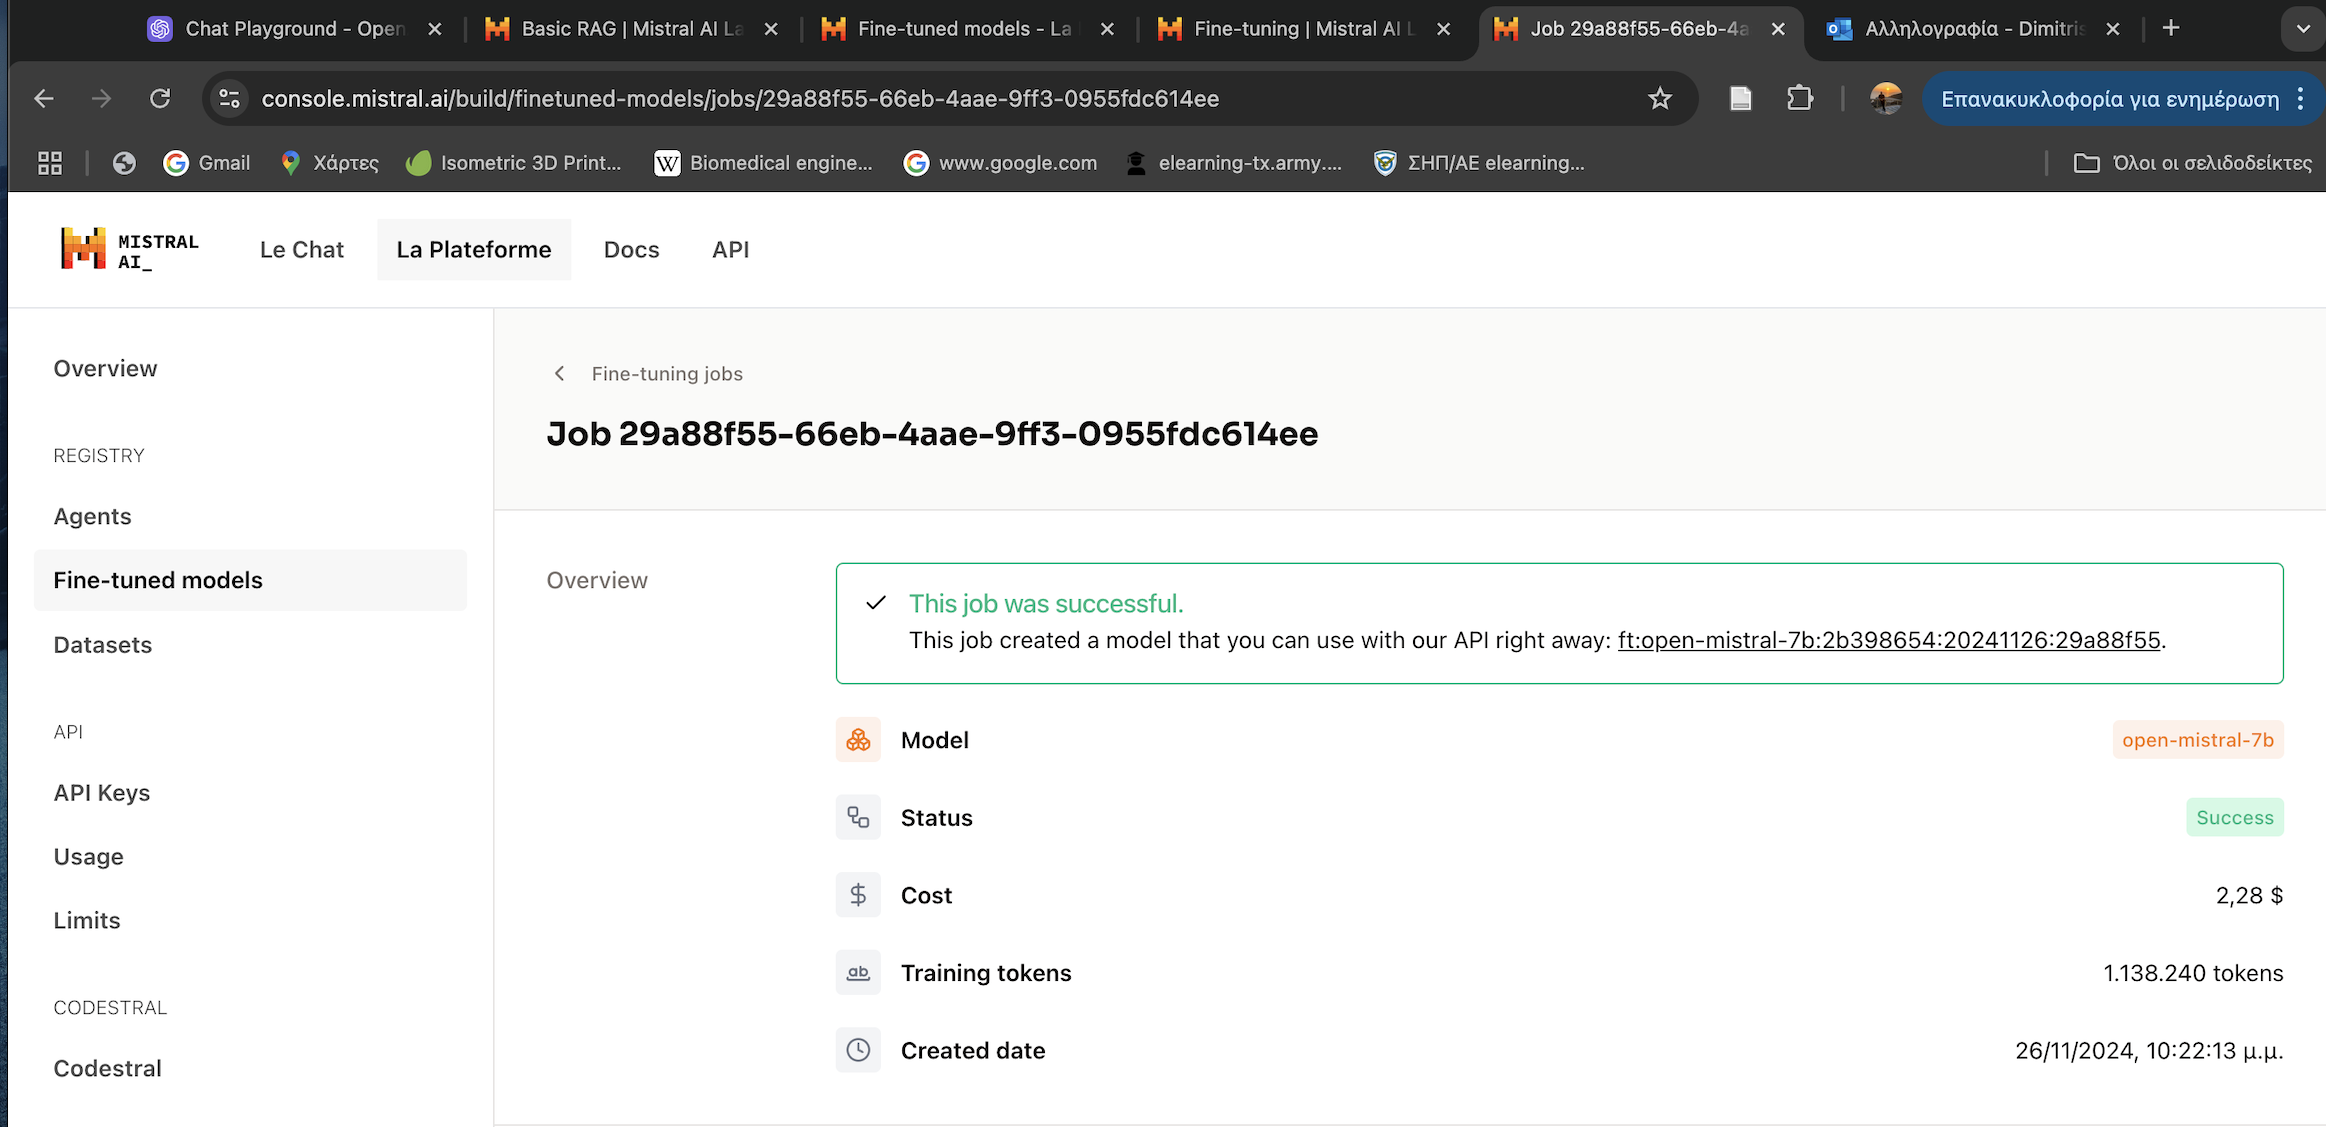 Chat Playground - Open
Basic RAG | Mistral AI La
Fine-tuned models - La
Fine-tuning | Mistral AI L
Job 29a88f55-66eb-4a
Αλληλογραφία - Dimitris
console.mistral.ai/build/finetuned-models/jobs/29a88f55-66eb-4aae-9ff3-0955fdc614ee
Επανακυκλοφορία για ενημέρωση
Gmail
Χάρτες
Isometric 3D Print...
Biomedical engine...
www.google.com
elearning-tx.army....
ΣΗΠ/ΑΕ elearning...
Όλοι οι σελιδοδείκτες
MISTRAL
AI_
Le Chat
La Plateforme
Docs
API
Overview
REGISTRY
Agents
Fine-tuned models
Datasets
API
API Keys
Usage
Limits
CODESTRAL
Codestral
Fine-tuning jobs
Job 29a88f55-66eb-4aae-9ff3-0955fdc614ee
Overview
This job was successful.
This job created a model that you can use with our API right away: ft:open-mistral-7b:2b398654:20241126:29a88f55.
Model
open-mistral-7b
Status
Success
$ Cost
2,28 $
ab Training tokens
1.138.240 tokens
Created date
26/11/2024, 10:22:13 μ.μ.